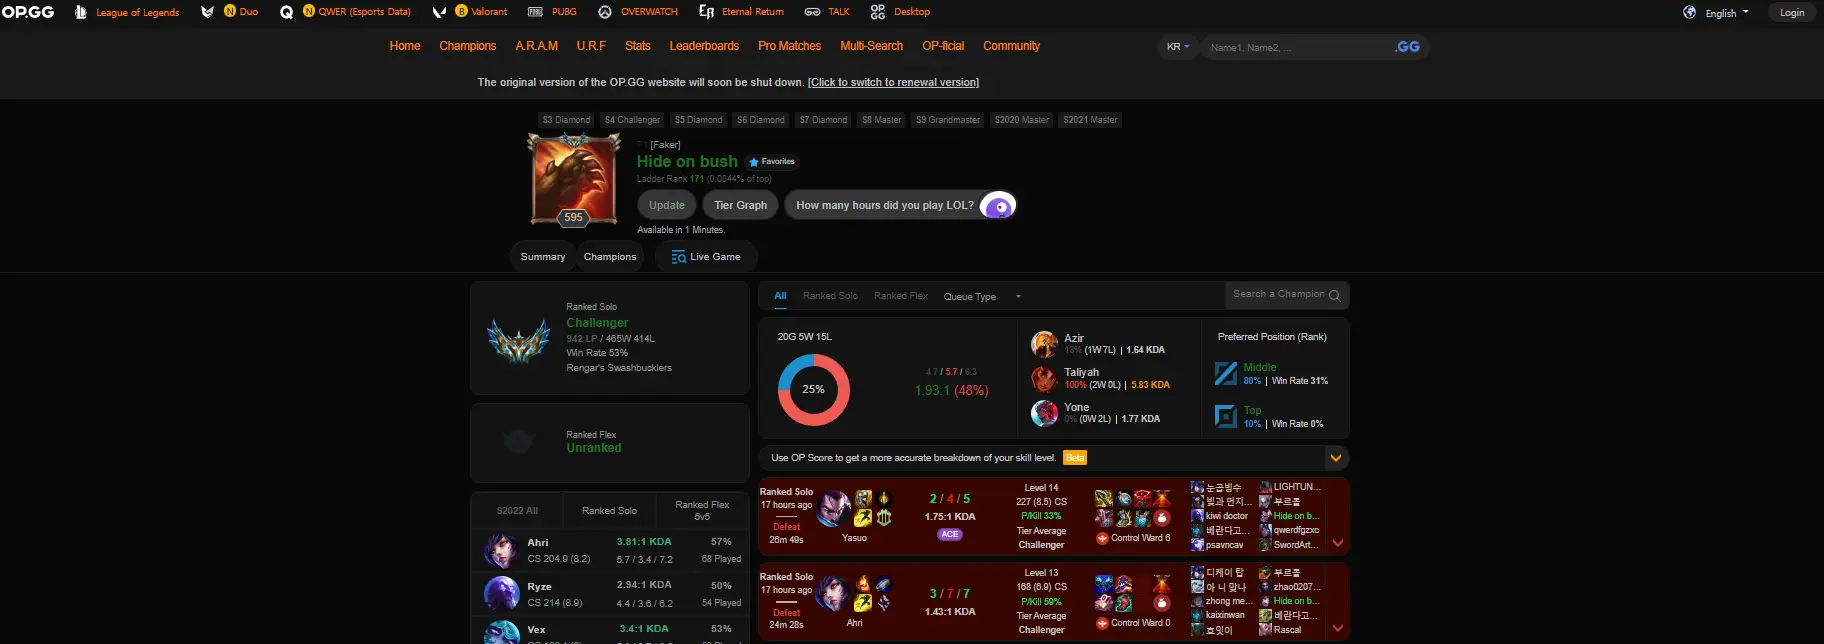 OP.GG League of Legends N Duo N QWER (Esports Data) B Valorant PUBG OVERWATCH Eternal Return TALK OP.GG Desktop English Login
Home Champions A.R.A.M U.R.F Stats Leaderboards Pro Matches Multi-Search OP-ficial Community KR Name1, Name2, ... .GG
The original version of the OP.GG website will soon be shut down. [Click to switch to renewal version]
S3 Diamond S4 Challenger S5 Diamond S6 Diamond S7 Diamond S8 Master S9 Grandmaster S2020 Master S2021 Master
[Faker]
Hide on bush Favorites
Ladder Rank 171 (0.0044% of top)
Update Tier Graph How many hours did you play LOL?
595
Available in 1 Minutes.
Summary Champions Live Game
Ranked Solo
Challenger
942 LP / 465W 414L
Win Rate 53%
Rengar's Swashbucklers
Ranked Flex
Unranked
S2022 All Ranked Solo Ranked Flex
5v5
Ahri 3.81:1 KDA 57%
CS 204.9 (8.2) 5.7 / 3.4 / 7.2 68 Played
Ryze 2.94:1 KDA 50%
CS 214 (8.9) 4.4 / 3.6 / 6.2 54 Played
Vex 3.4:1 KDA 53%
All Ranked Solo Ranked Flex Queue Type Search a Champion
20G 5W 15L
25%
4.7 / 5.7 / 6.3
1.93:1 (48%)
Azir
13% (1W 7L) | 1.64 KDA
Taliyah
100% (2W 0L) | 5.83 KDA
Yone
0% (0W 2L) | 1.77 KDA
Preferred Position (Rank)
Middle
80% | Win Rate 31%
Top
10% | Win Rate 0%
Use OP Score to get a more accurate breakdown of your skill level. Beta
Ranked Solo
17 hours ago
Defeat
26m 49s
Yasuo
2 / 4 / 5
1.75:1 KDA
ACE
Level 14
227 (8.5) CS
P/Kill 33%
Tier Average
Challenger
Control Ward 6
눈곱빙수
빛과 먼지...
kiwi doctor
베란다고...
psavncav
LIGHTUN...
부르쫄
Hide on b...
qwerdfgzxc
SwordArt...
Ranked Solo
17 hours ago
Defeat
24m 28s
Ahri
3 / 7 / 7
1.43:1 KDA
Level 13
168 (6.9) CS
P/Kill 59%
Tier Average
Challenger
Control Ward 0
디케이 탑
아 니 맞나
zhong me...
kaixinwan
흐잇이
부르쫄
zhao0207...
Hide on b...
베란다고...
Rascal